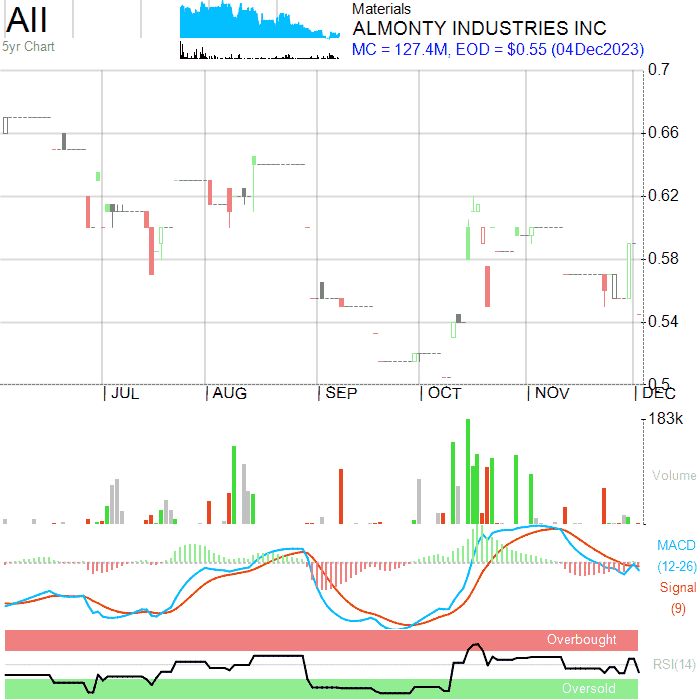 AII
5yr Chart
Materials
ALMONTY INDUSTRIES INC
MC = 127.4M, EOD = $0.55 (04Dec2023)
0.7
0.66
0.62
0.58
0.54
0.5
JUL
AUG
SEP
OCT
NOV
DEC
183k
Volume
MACD
(12-26)
Signal
(9)
Overbought
RSI(14)
Oversold